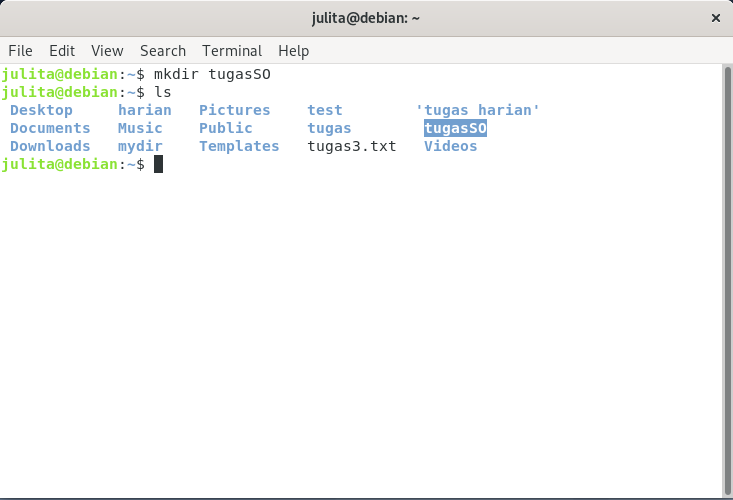 julita@debian: ~ ×
File Edit View Search Terminal Help
julita@debian:~$ mkdir tugasSO
julita@debian:~$ ls
Desktop harian Pictures test 'tugas harian'
Documents Music Public tugas tugasSO
Downloads mydir Templates tugas3.txt Videos
julita@debian:~$